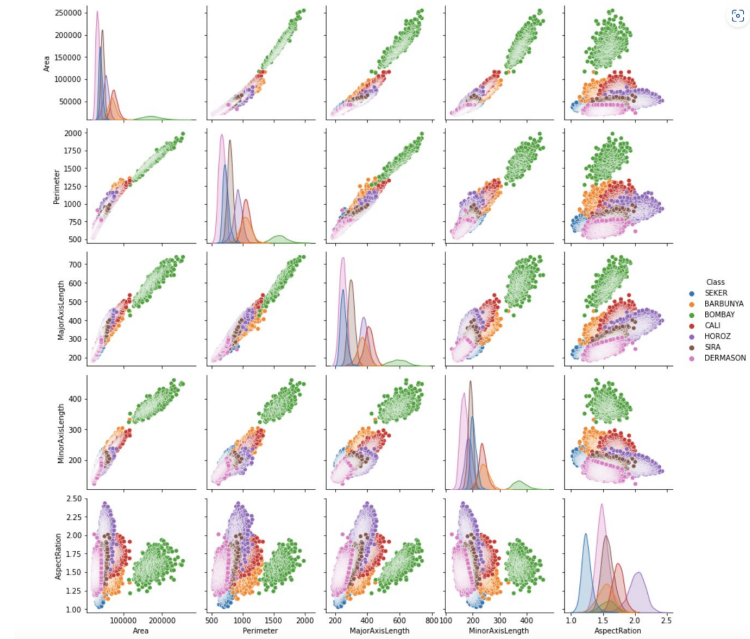 250000
200000
150000
100000
50000
Area
2000
1750
1500
1250
1000
750
500
Perimeter
700
600
500
400
300
200
MajorAxisLength
400
300
200
MinorAxisLength
2.50
2.25
2.00
1.75
1.50
1.25
1.00
AspectRation
100000 200000
Area
500 1000 1500 2000
Perimeter
200 400 600 800
MajorAxisLength
100 200 300 400
MinorAxisLength
1.0 1.5 2.0 2.5
AspectRation
Class
SEKER
BARBUNYA
BOMBAY
CALI
HOROZ
SIRA
DERMASON